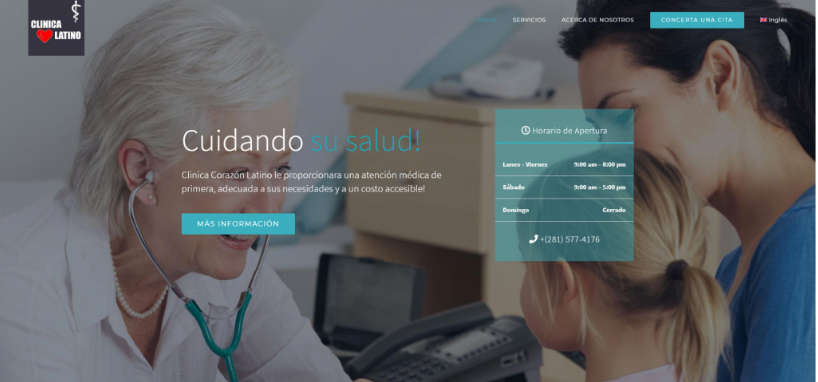 CLINICA
LATINO
INICIO
SERVICIOS
ACERCA DE NOSOTROS
CONCERTA UNA CITA
Inglés
Cuidando su salud!
Clinica Corazón Latino le proporcionara una atención médica de
primera, adecuada a sus necesidades y a un costo accesible!
MÁS INFORMACIÓN
Horario de Apertura
Lunes – Viernes 9:00 am – 8:00 pm
Sábado 9:00 am – 5:00 pm
Domingo Cerrado
+(281) 577-4176